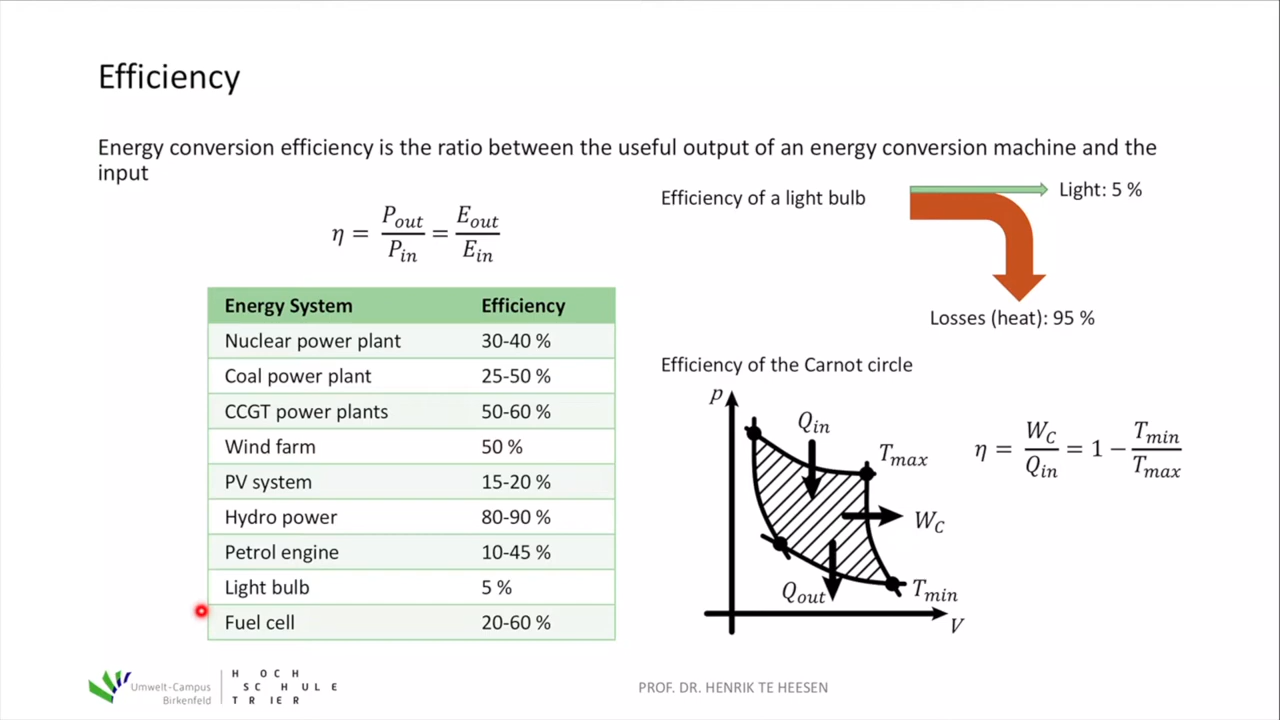 Efficiency
Energy conversion efficiency is the ratio between the useful output of an energy conversion machine and the
input
η = P_out / P_in = E_out / E_in
Energy System Efficiency
Nuclear power plant 30-40 %
Coal power plant 25-50 %
CCGT power plants 50-60 %
Wind farm 50 %
PV system 15-20 %
Hydro power 80-90 %
Petrol engine 10-45 %
Light bulb 5 %
Fuel cell 20-60 %
Efficiency of a light bulb
Light: 5 %
Losses (heat): 95 %
Efficiency of the Carnot circle
p
Q_in
T_max
W_C
Q_out
T_min
V
η = W_C / Q_in = 1 − T_min / T_max
Umwelt-Campus
Birkenfeld
H O C H
S C H U L E
T R I E R
PROF. DR. HENRIK TE HEESEN